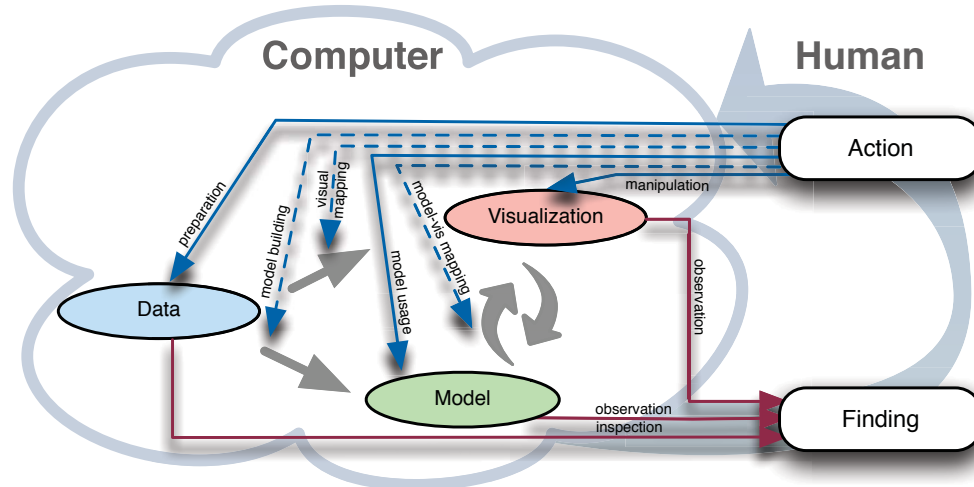 Computer
Human
Action
manipulation
preparation
model building
visual
mapping
model usage
model-vis mapping
Visualization
observation
Data
Model
observation
inspection
Finding